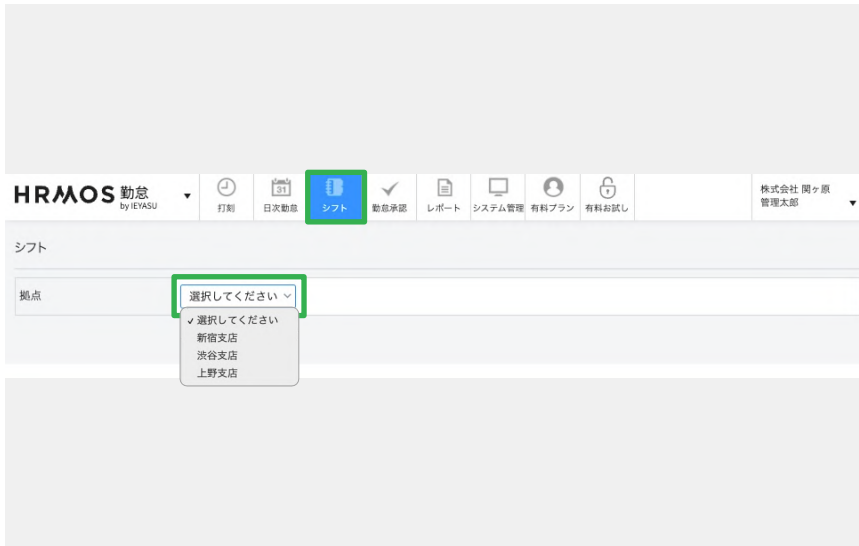 HRMOS 勤怠
by IEYASU
打刻
31
日次勤怠
シフト
勤怠承認
レポート
システム管理
有料プラン
有料お試し
株式会社 関ヶ原
管理太郎
シフト
拠点
選択してください
✓選択してください
新宿支店
渋谷支店
上野支店